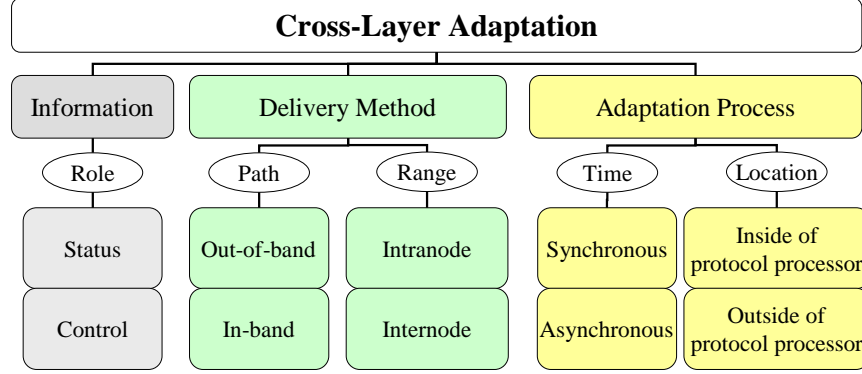 Cross-Layer Adaptation
Information
Delivery Method
Adaptation Process
Role
Path
Range
Time
Location
Status
Out-of-band
Intranode
Synchronous
Inside of
protocol processor
Control
In-band
Internode
Asynchronous
Outside of
protocol processor